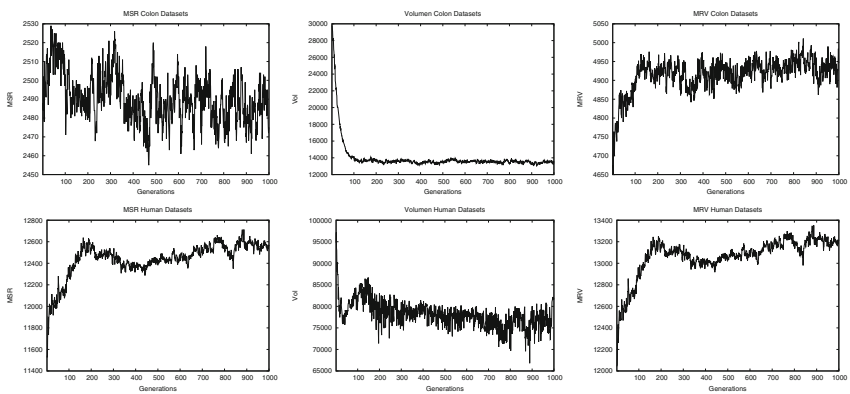 MSR Colon Datasets
2530
2520
2510
2500
2490
2480
2470
2460
2450
MSR
100 200 300 400 500 600 700 800 900 1000
Generations
Volumen Colon Datasets
30000
28000
26000
24000
22000
20000
18000
16000
14000
12000
Vol
100 200 300 400 500 600 700 800 900 1000
Generations
MRV Colon Datasets
5050
5000
4950
4900
4850
4800
4750
4700
4650
MRV
100 200 300 400 500 600 700 800 900 1000
Generations
MSR Human Datasets
12800
12600
12400
12200
12000
11800
11600
11400
MSR
100 200 300 400 500 600 700 800 900 1000
Generations
Volumen Human Datasets
100000
95000
90000
85000
80000
75000
70000
65000
Vol
100 200 300 400 500 600 700 800 900 1000
Generations
MRV Human Datasets
13400
13200
13000
12800
12600
12400
12200
12000
MRV
100 200 300 400 500 600 700 800 900 1000
Generations